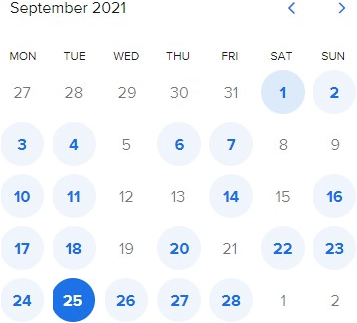 September 2021
MON TUE WED THU FRI SAT SUN
27 28 29 30 31 1 2
3 4 5 6 7 8 9
10 11 12 13 14 15 16
17 18 19 20 21 22 23
24 25 26 27 28 1 2